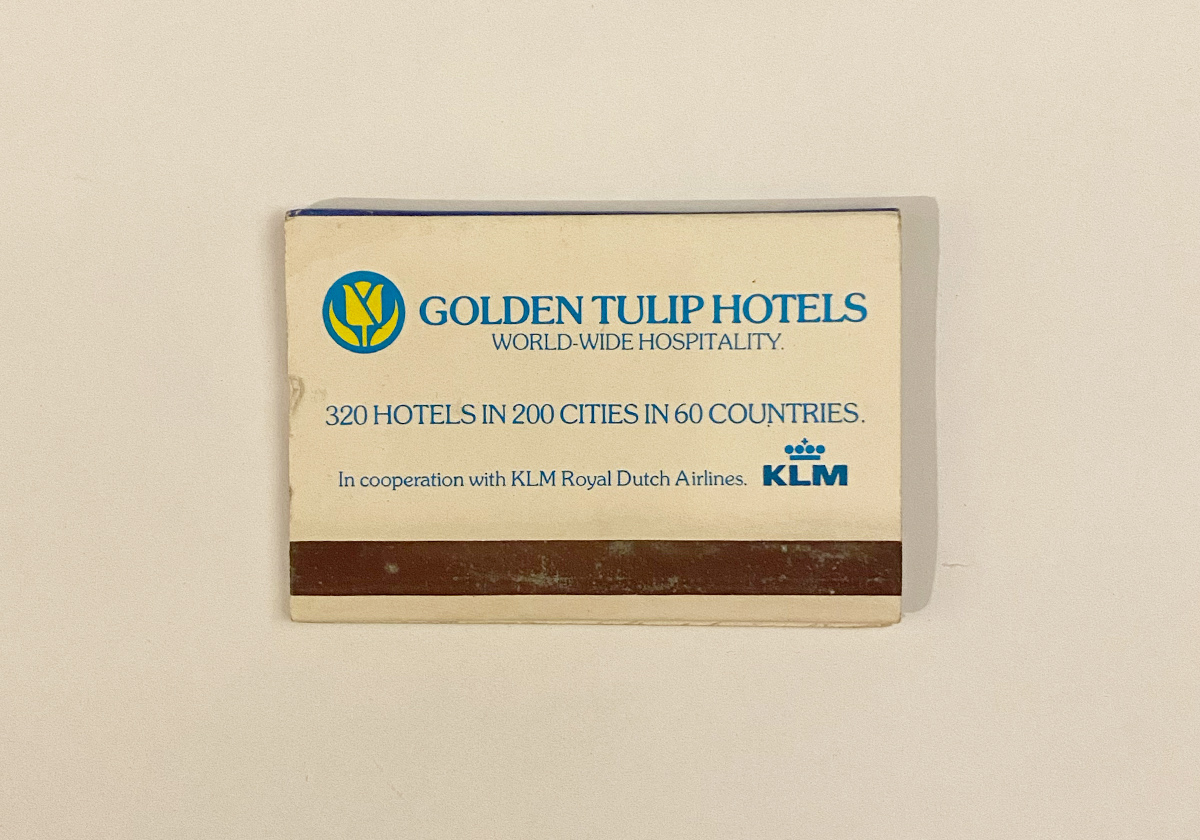 GOLDEN TULIP HOTELS
WORLD-WIDE HOSPITALITY.
320 HOTELS IN 200 CITIES IN 60 COUNTRIES.
In cooperation with KLM Royal Dutch Airlines. KLM